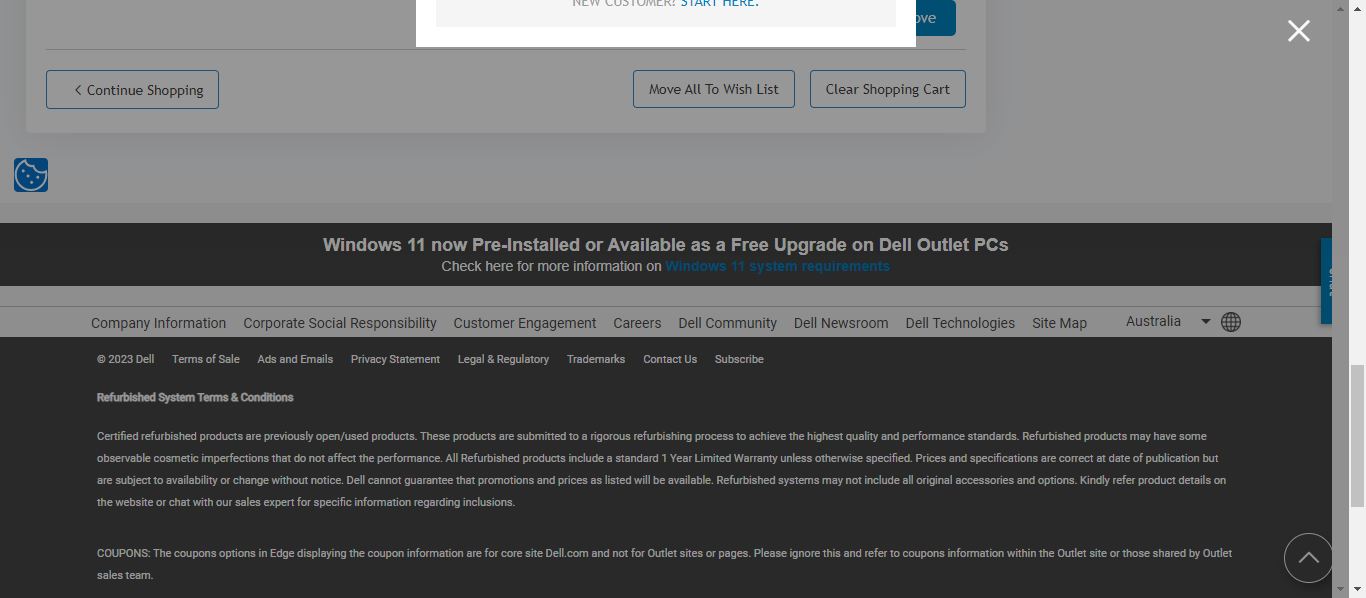 NEW CUSTOMER? START HERE.
Continue Shopping
Move All To Wish List
Clear Shopping Cart
Windows 11 now Pre-Installed or Available as a Free Upgrade on Dell Outlet PCs
Check here for more information on Windows 11 system requirements
Company Information Corporate Social Responsibility Customer Engagement Careers Dell Community Dell Newsroom Dell Technologies Site Map Australia
© 2023 Dell Terms of Sale Ads and Emails Privacy Statement Legal & Regulatory Trademarks Contact Us Subscribe
Refurbished System Terms & Conditions
Certified refurbished products are previously open/used products. These products are submitted to a rigorous refurbishing process to achieve the highest quality and performance standards. Refurbished products may have some
observable cosmetic imperfections that do not affect the performance. All Refurbished products include a standard 1 Year Limited Warranty unless otherwise specified. Prices and specifications are correct at date of publication but
are subject to availability or change without notice. Dell cannot guarantee that promotions and prices as listed will be available. Refurbished systems may not include all original accessories and options. Kindly refer product details on
the website or chat with our sales expert for specific information regarding inclusions.
COUPONS: The coupons options in Edge displaying the coupon information are for core site Dell.com and not for Outlet sites or pages. Please ignore this and refer to coupons information within the Outlet site or those shared by Outlet
sales team.